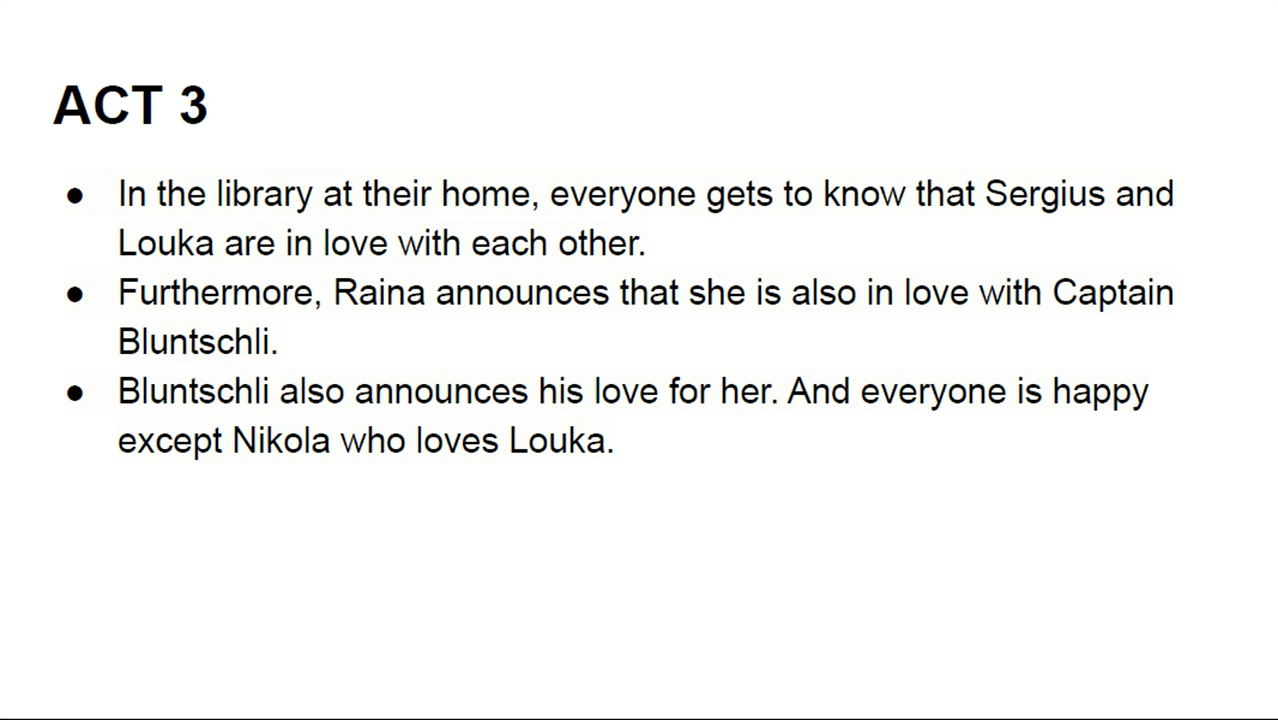 ACT 3
● In the library at their home, everyone gets to know that Sergius and
Louka are in love with each other.
● Furthermore, Raina announces that she is also in love with Captain
Bluntschli.
● Bluntschli also announces his love for her. And everyone is happy
except Nikola who loves Louka.